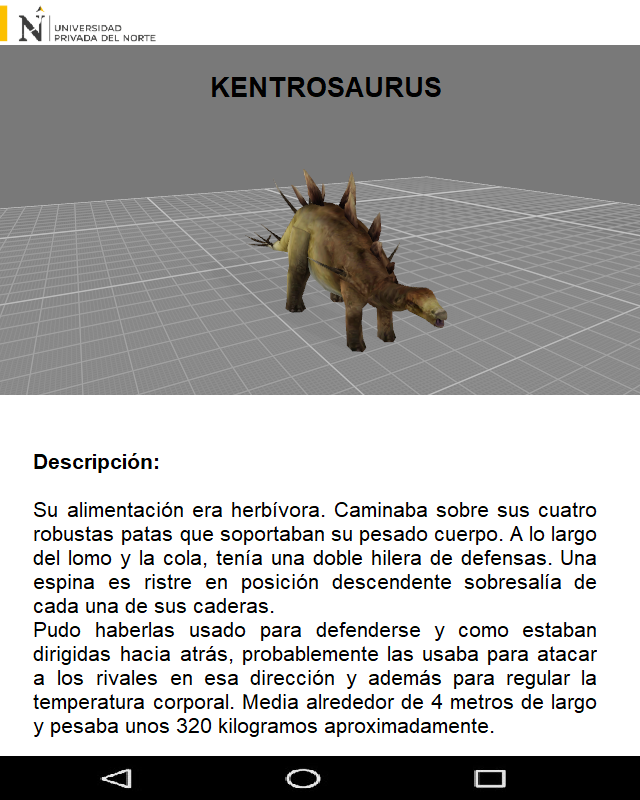 UNIVERSIDAD
PRIVADA DEL NORTE
KENTROSAURUS
Descripción:
Su alimentación era herbívora. Caminaba sobre sus cuatro
robustas patas que soportaban su pesado cuerpo. A lo largo
del lomo y la cola, tenía una doble hilera de defensas. Una
espina es ristre en posición descendente sobresalía de
cada una de sus caderas.
Pudo haberlas usado para defenderse y como estaban
dirigidas hacia atrás, probablemente las usaba para atacar
a los rivales en esa dirección y además para regular la
temperatura corporal. Media alrededor de 4 metros de largo
y pesaba unos 320 kilogramos aproximadamente.